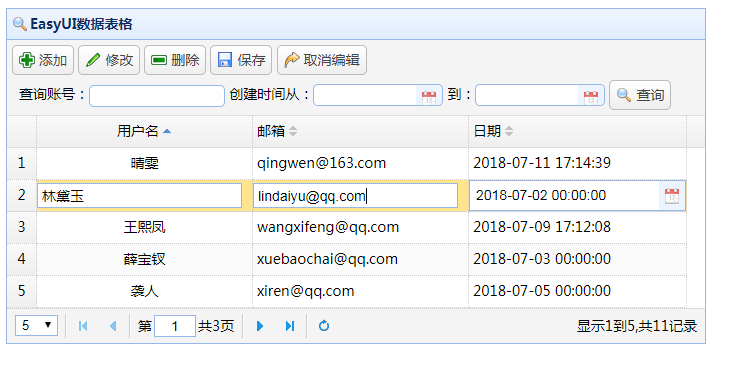 EasyUI数据表格
添加 修改 删除 保存 取消编辑
查询账号： 创建时间从： 到： 查询
用户名 邮箱 日期
1 晴雯 qingwen@163.com 2018-07-11 17:14:39
2 林黛玉 lindaiyu@qq.com 2018-07-02 00:00:00
3 王熙凤 wangxifeng@qq.com 2018-07-09 17:12:08
4 薛宝钗 xuebaochai@qq.com 2018-07-03 00:00:00
5 袭人 xiren@qq.com 2018-07-05 00:00:00
5 第 1 共3页 显示1到5,共11记录